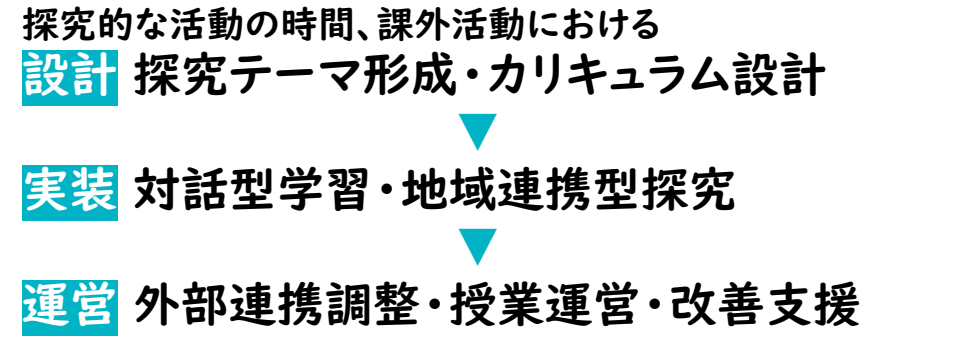 探究的な活動の時間、課外活動における
設計 探究テーマ形成・カリキュラム設計
実装 対話型学習・地域連携型探究
運営 外部連携調整・授業運営・改善支援